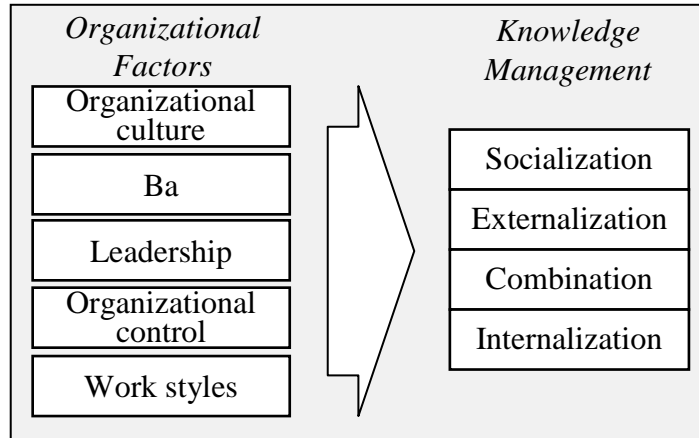 Organizational
Factors
Organizational
culture
Ba
Leadership
Organizational
control
Work styles
Knowledge
Management
Socialization
Externalization
Combination
Internalization